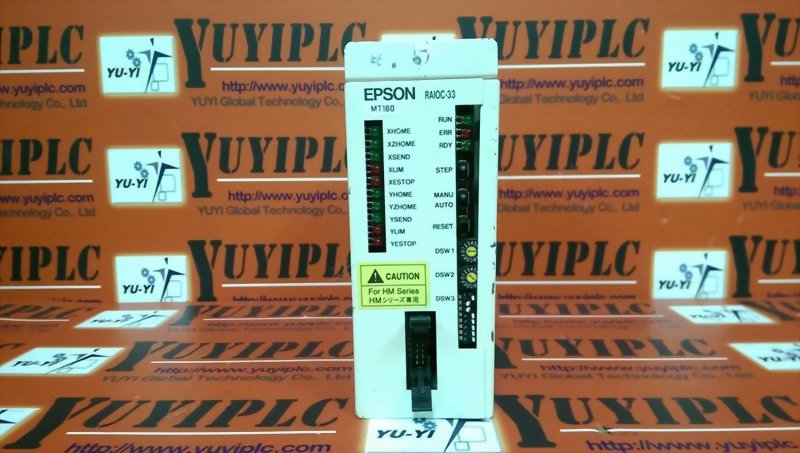 EPSON RAIOC-33
MT160
XHOME
XZHOME
XSEND
XLIM
XESTOP
YHOME
YZHOME
YSEND
YLIM
YESTOP
RUN
ERR
RDY
STEP
MANU
AUTO
RESET
DSW 1
DSW2
DSW3
CAUTION
For HM Series
HMシリーズ専用
YUYIPLC
YU-YI
http://www.yuyiplc.com
YUYI Global Technology Co,. Ltd.